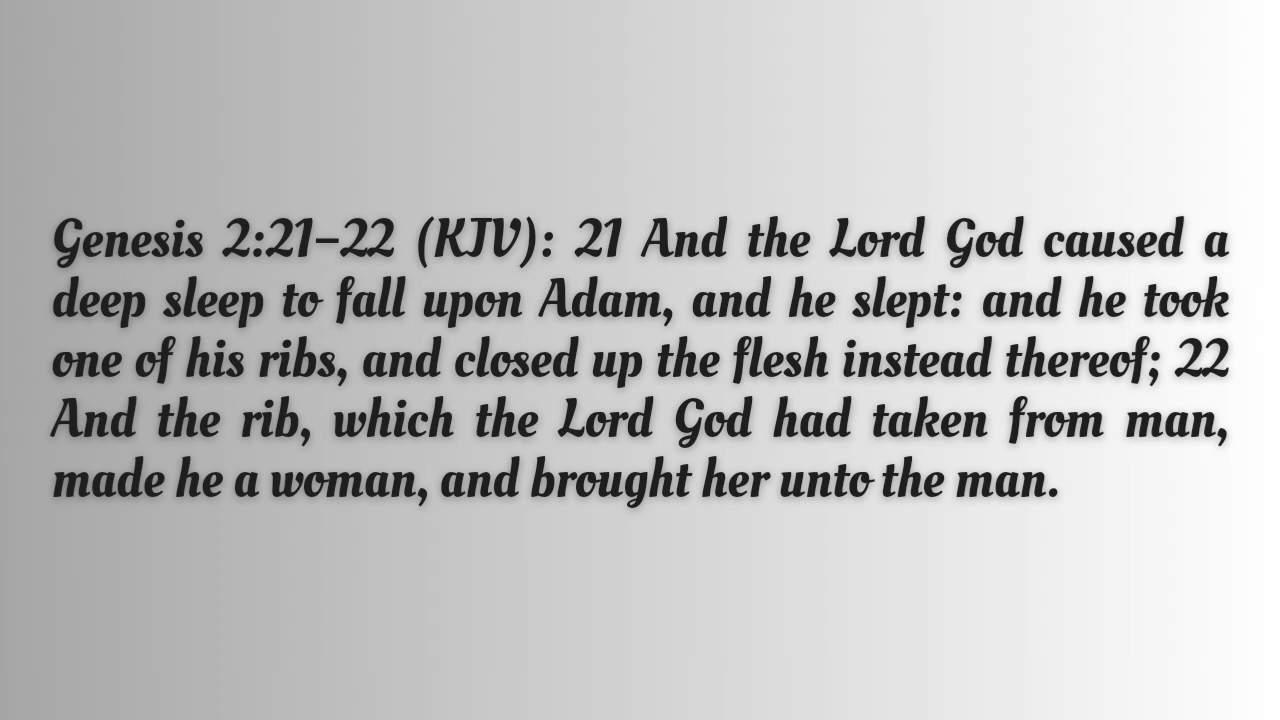 Genesis 2:21–22 (KJV): 21 And the Lord God caused a
deep sleep to fall upon Adam, and he slept: and he took
one of his ribs, and closed up the flesh instead thereof; 22
And the rib, which the Lord God had taken from man,
made he a woman, and brought her unto the man.